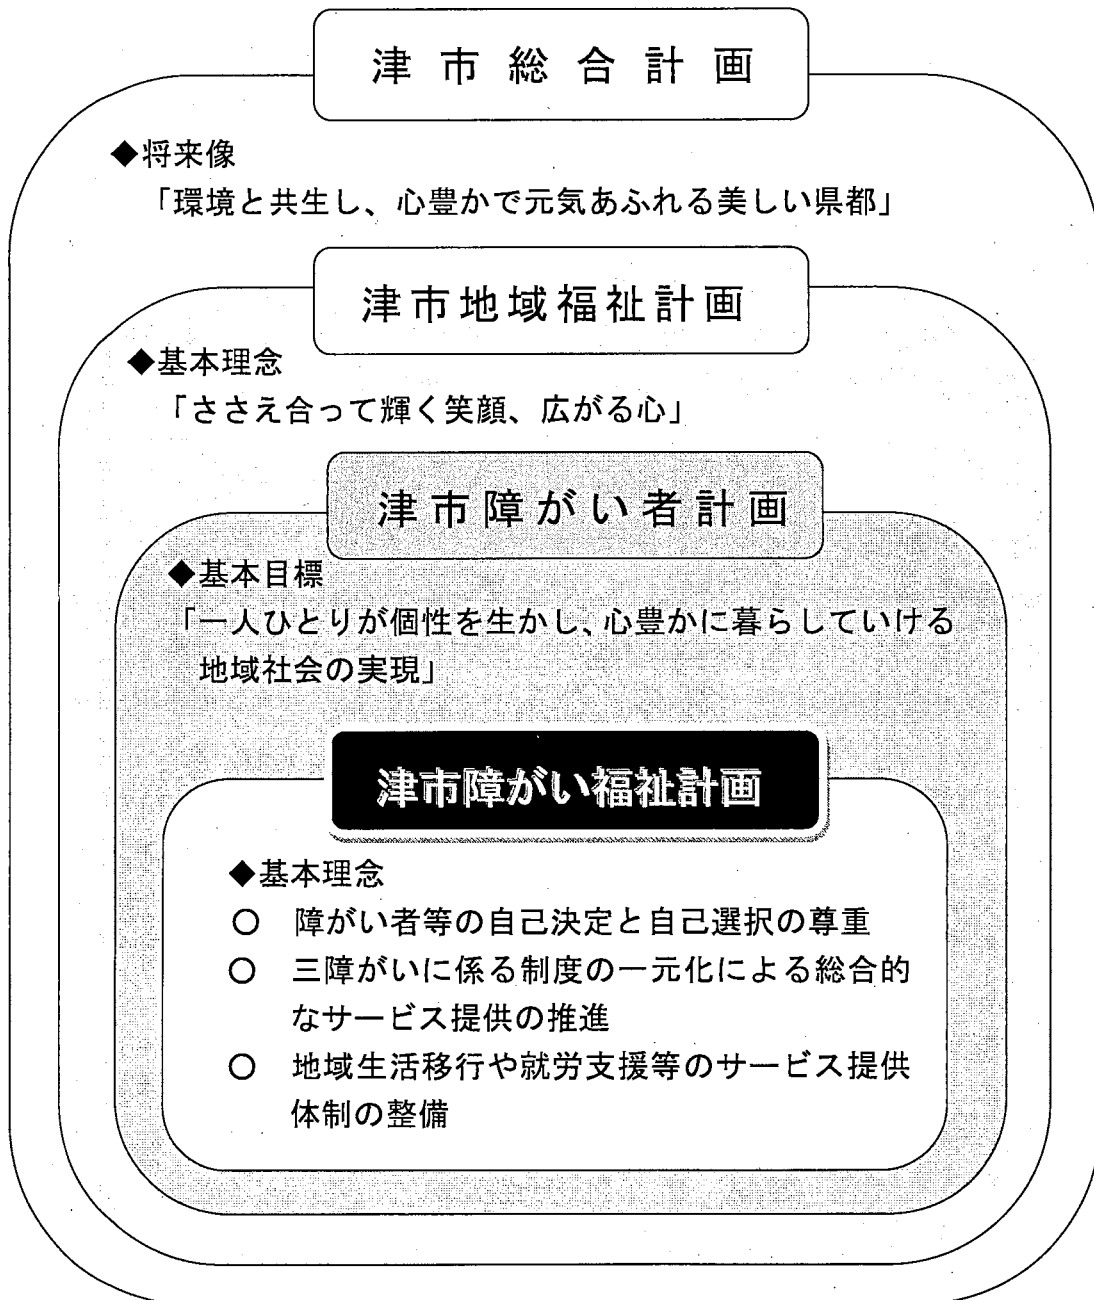 津市総合計画
◆将来像
「環境と共生し、心豊かで元気あふれる美しい県都」
津市地域福祉計画
◆基本理念
「ささえ合って輝く笑顔、広がる心」
津市障がい者計画
◆基本目標
「一人ひとりが個性を生かし、心豊かに暮らしていける
地域社会の実現」
津市障がい福祉計画
◆基本理念
○ 障がい者等の自己決定と自己選択の尊重
○ 三障がいに係る制度の一元化による総合的
なサービス提供の推進
○ 地域生活移行や就労支援等のサービス提供
体制の整備